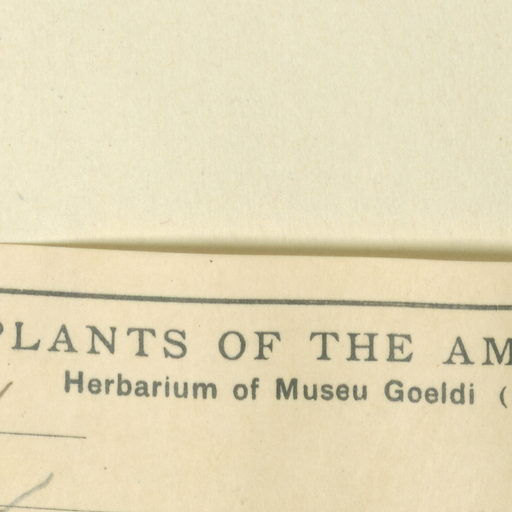 PLANTS OF THE AM
Herbarium of Museu Goeldi (